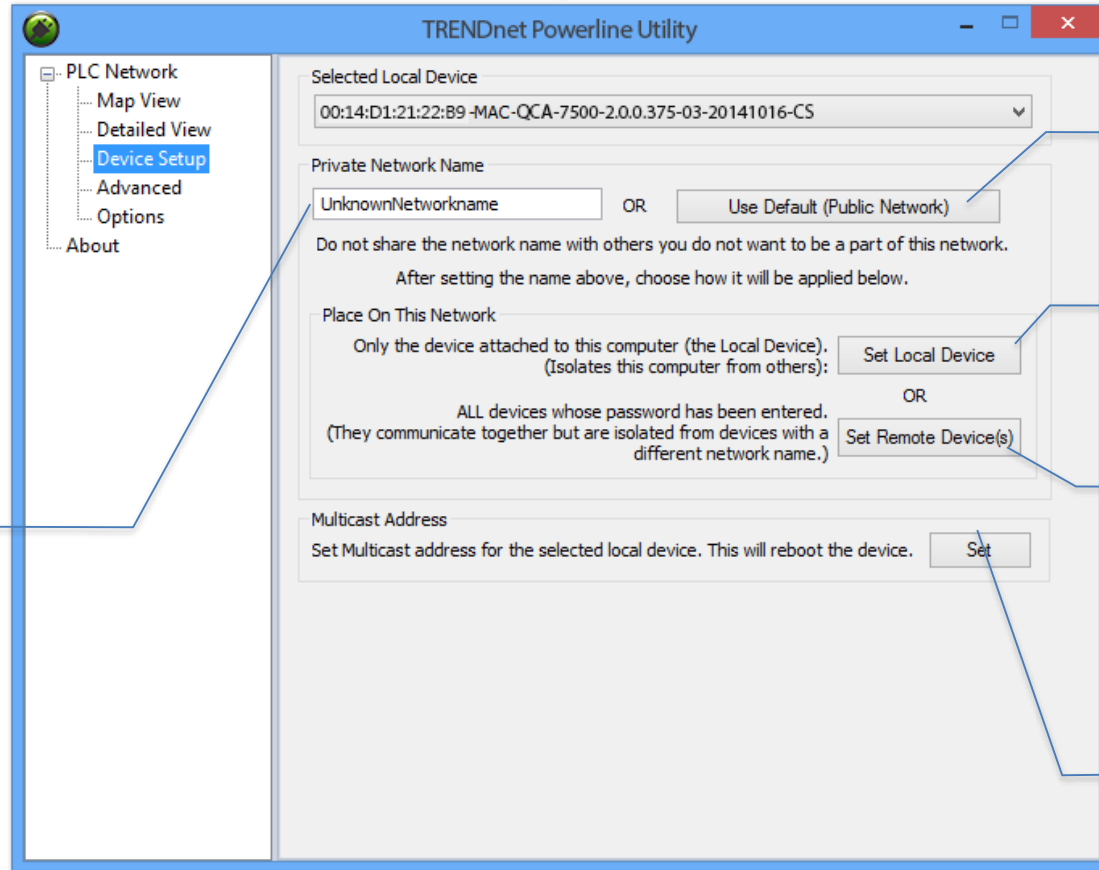 TRENDnet Powerline Utility
PLC Network
Map View
Detailed View
Device Setup
Advanced
Options
About
Selected Local Device
00:14:D1:21:22:B9 -MAC-QCA-7500-2.0.0.375-03-20141016-CS
Private Network Name
UnknownNetworkname
OR
Use Default (Public Network)
Do not share the network name with others you do not want to be a part of this network.
After setting the name above, choose how it will be applied below.
Place On This Network
Only the device attached to this computer (the Local Device).
(Isolates this computer from others):
Set Local Device
OR
ALL devices whose password has been entered.
(They communicate together but are isolated from devices with a
different network name.)
Set Remote Device(s)
Multicast Address
Set Multicast address for the selected local device. This will reboot the device.
Set